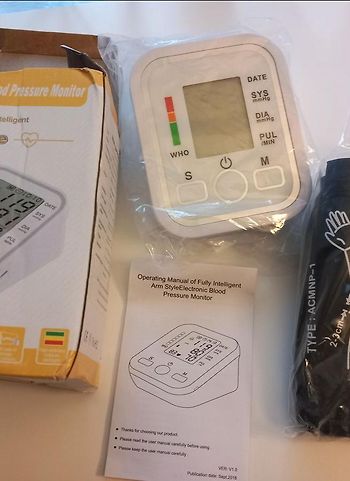 od Pressure Monitor
ntelligent
DATE
SYS
mmHg
DIA
mmHg
PUL
/MIN
WHO
S
M
Operating Manual of Fully Intelligent
Arm StyleElectronic Blood
Pressure Monitor
DATE
S
M
Thanks for choosing our product
Please read the user manual carefully before using
Please keep the user manual carefully
VER: V1.0
Publication date: Sept.2018
TYPE : ACMNP-1